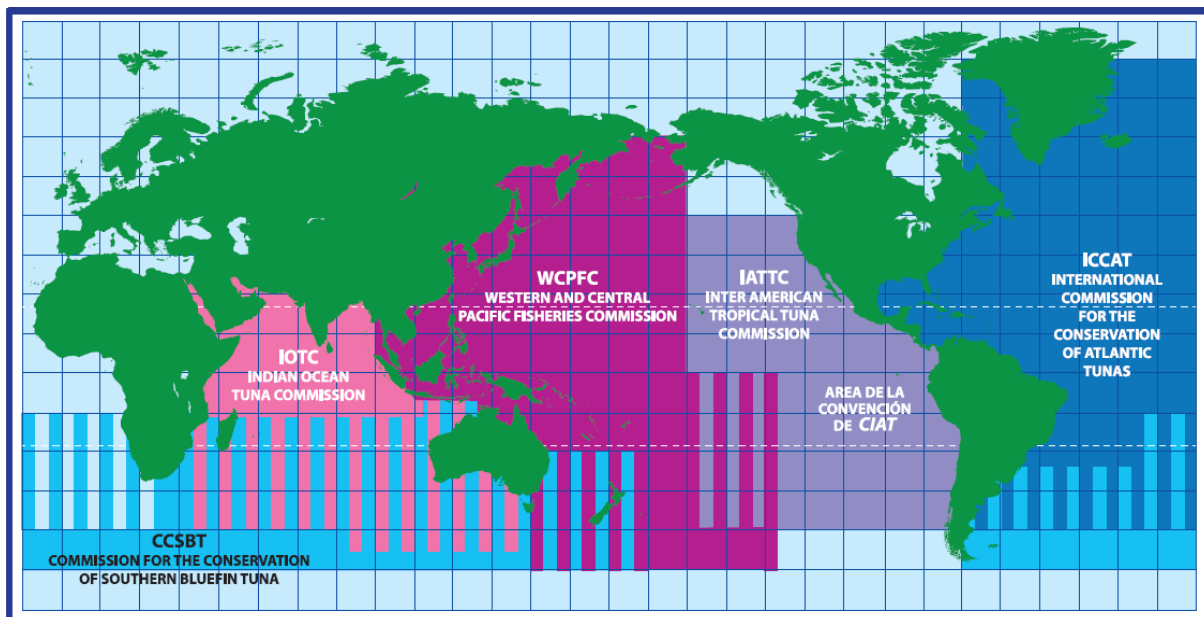 WCPFC
WESTERN AND CENTRAL
PACIFIC FISHERIES COMMISSION
IATTC
INTER AMERICAN
TROPICAL TUNA
COMMISSION
ICCAT
INTERNATIONAL
COMMISSION
FOR THE
CONSERVATION
OF ATLANTIC
TUNAS
IOTC
INDIAN OCEAN
TUNA COMMISSION
AREA DE LA
CONVENCIÓN
DE CIAT
CCSBT
COMMISSION FOR THE CONSERVATION
OF SOUTHERN BLUEFIN TUNA